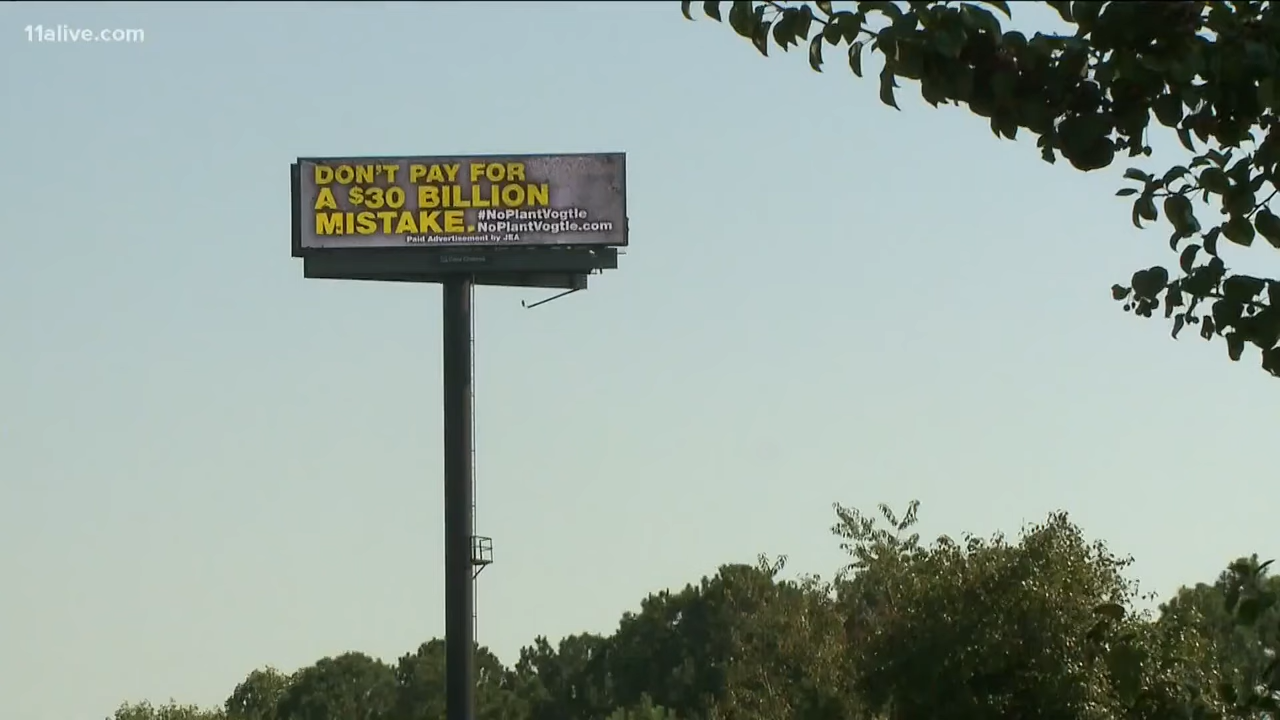 11alive.com
DON'T PAY FOR
A $30 BILLION
MISTAKE.
#NoPlantVogtle
NoPlantVogtle.com
Paid Advertisement by JEA